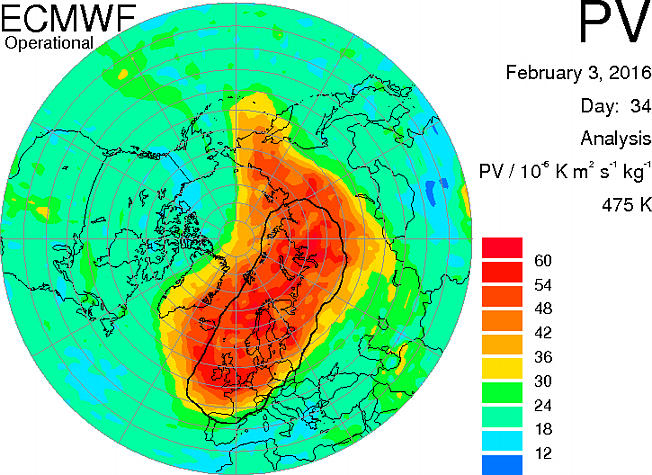 ECMWF
Operational
PV
February 3, 2016
Day: 34
Analysis
PV / 10⁻⁶ K m² s⁻¹ kg⁻¹
475 K
60
54
48
42
36
30
24
18
12